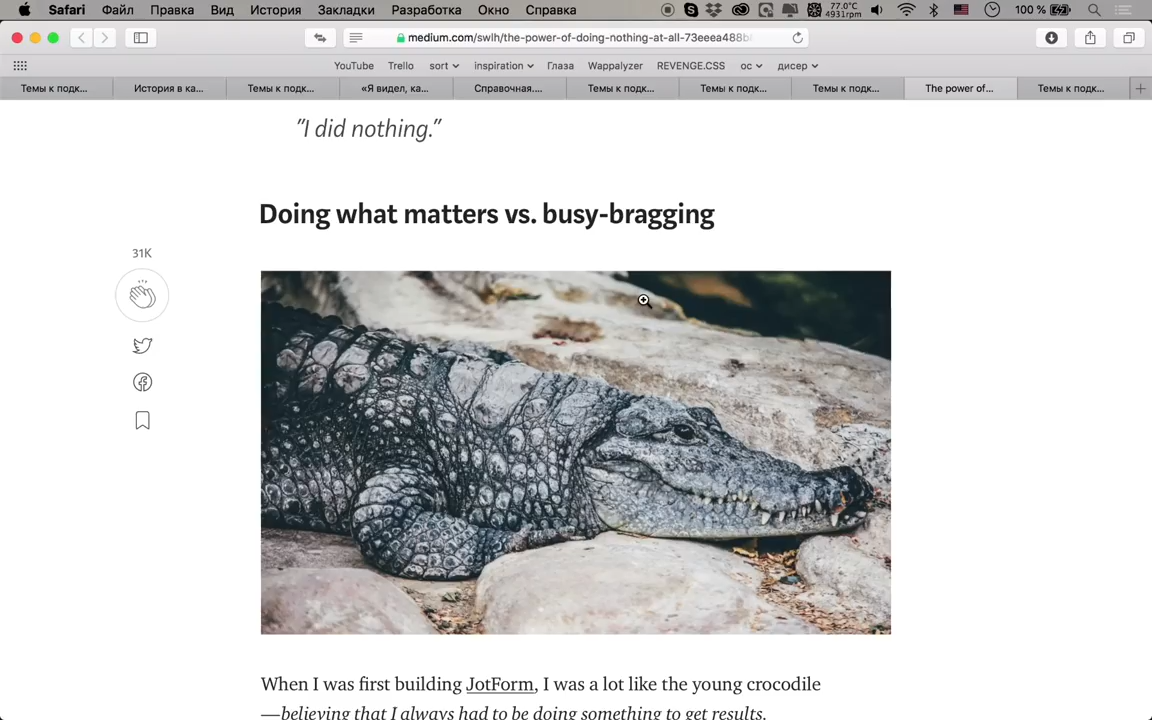 Safari Файл Правка Вид История Закладки Разработка Окно Справка 77.0°C 4931rpm 100 %
medium.com/swlh/the-power-of-doing-nothing-at-all-73eeea488b
YouTube Trello sort inspiration Глаза Wappalyzer REVENGE.CSS ос дисер
Темы к подк... История в ка... Темы к подк... «Я видел, ка... Справочная.... Темы к подк... Темы к подк... Темы к подк... The power of... Темы к подк...
"I did nothing."
Doing what matters vs. busy-bragging
31K
When I was first building JotForm, I was a lot like the young crocodile
—believing that I always had to be doing something to get results.